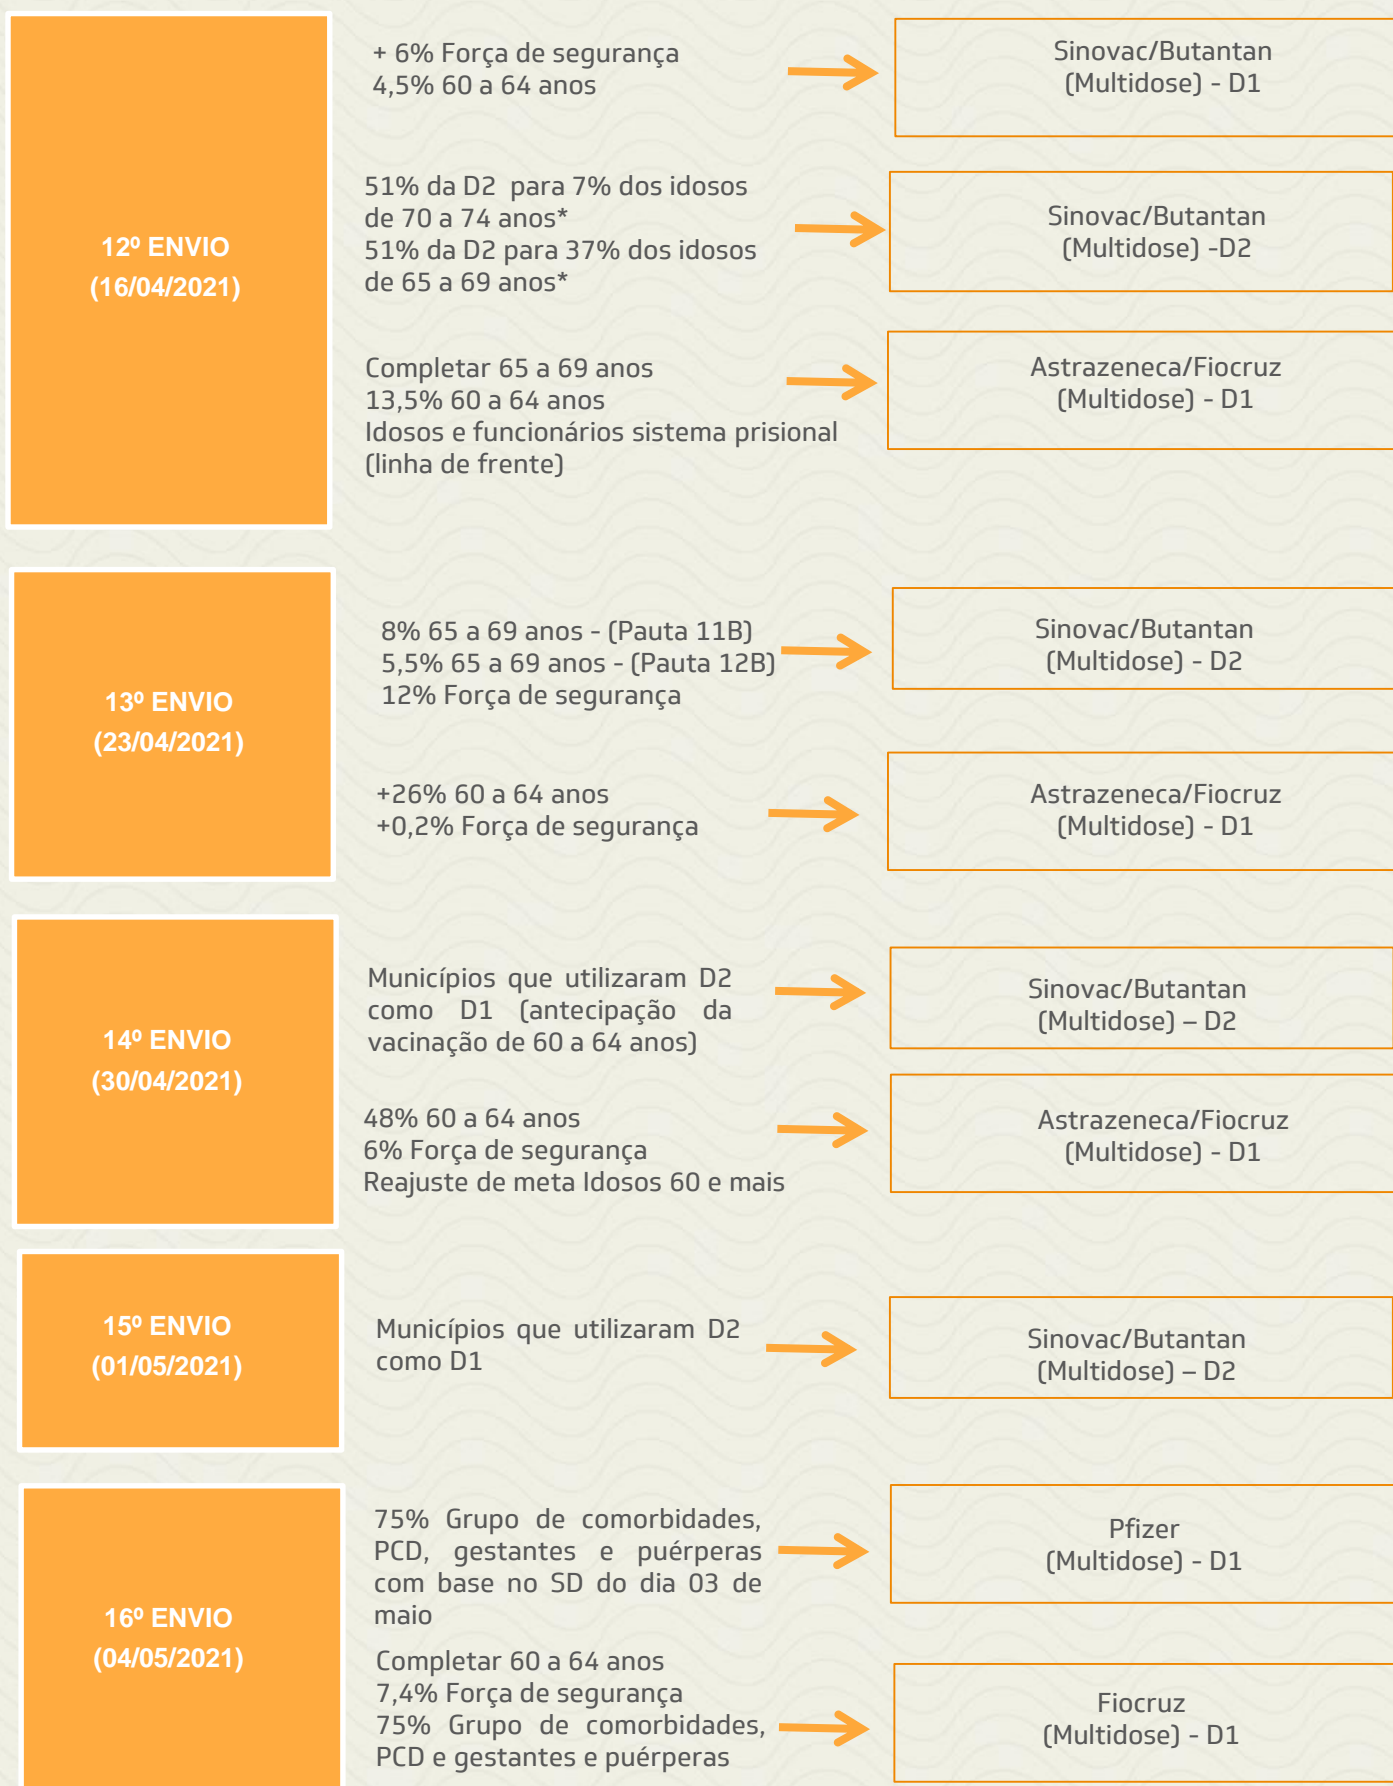 12º ENVIO
(16/04/2021)
+ 6% Força de segurança
4,5% 60 a 64 anos
Sinovac/Butantan
(Multidose) - D1
51% da D2 para 7% dos idosos
de 70 a 74 anos*
51% da D2 para 37% dos idosos
de 65 a 69 anos*
Sinovac/Butantan
(Multidose) -D2
Completar 65 a 69 anos
13,5% 60 a 64 anos
Idosos e funcionários sistema prisional
(linha de frente)
Astrazeneca/Fiocruz
(Multidose) - D1
13º ENVIO
(23/04/2021)
8% 65 a 69 anos - (Pauta 11B)
5,5% 65 a 69 anos - (Pauta 12B)
12% Força de segurança
Sinovac/Butantan
(Multidose) - D2
+26% 60 a 64 anos
+0,2% Força de segurança
Astrazeneca/Fiocruz
(Multidose) - D1
14º ENVIO
(30/04/2021)
Municípios que utilizaram D2
como D1 (antecipação da
vacinação de 60 a 64 anos)
Sinovac/Butantan
(Multidose) – D2
48% 60 a 64 anos
6% Força de segurança
Reajuste de meta Idosos 60 e mais
Astrazeneca/Fiocruz
(Multidose) - D1
15º ENVIO
(01/05/2021)
Municípios que utilizaram D2
como D1
Sinovac/Butantan
(Multidose) – D2
16º ENVIO
(04/05/2021)
75% Grupo de comorbidades,
PCD, gestantes e puérperas
com base no SD do dia 03 de
maio
Pfizer
(Multidose) - D1
Completar 60 a 64 anos
7,4% Força de segurança
75% Grupo de comorbidades,
PCD e gestantes e puérperas
Fiocruz
(Multidose) - D1